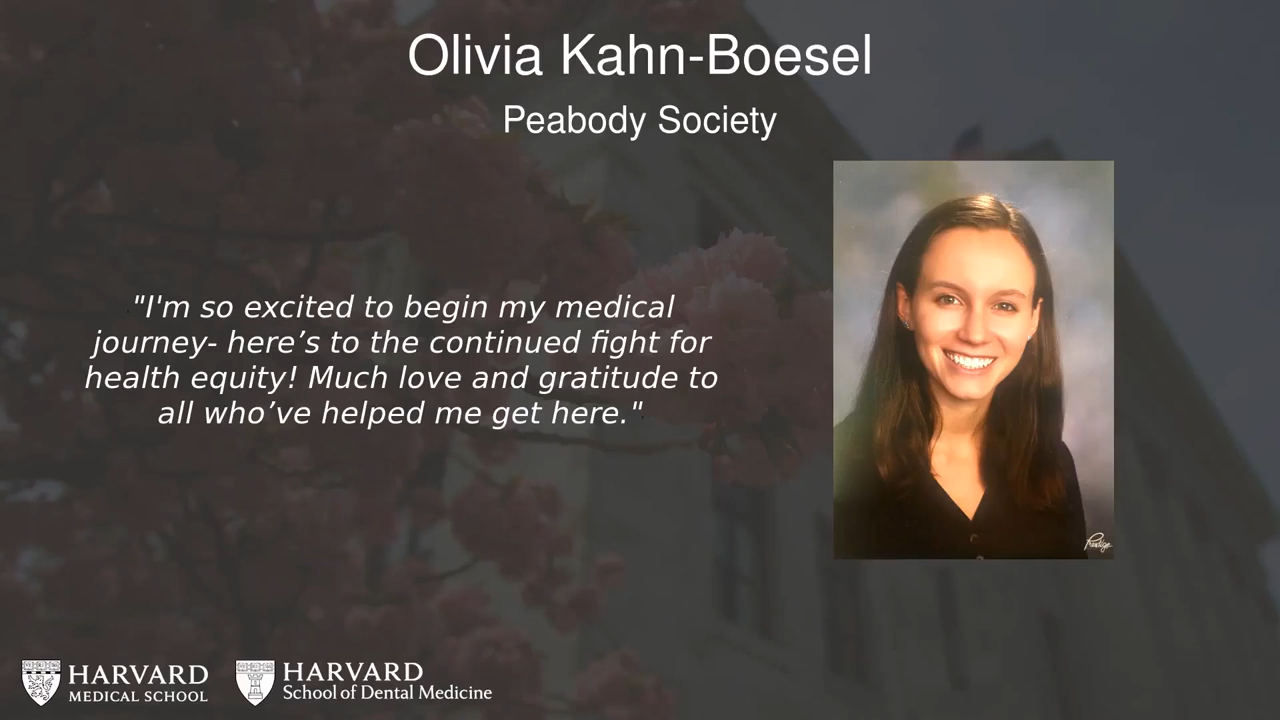 Olivia Kahn-Boesel
Peabody Society
"I'm so excited to begin my medical
journey- here’s to the continued fight for
health equity! Much love and gratitude to
all who’ve helped me get here."
Prestige
HARVARD
MEDICAL SCHOOL
HARVARD
School of Dental Medicine